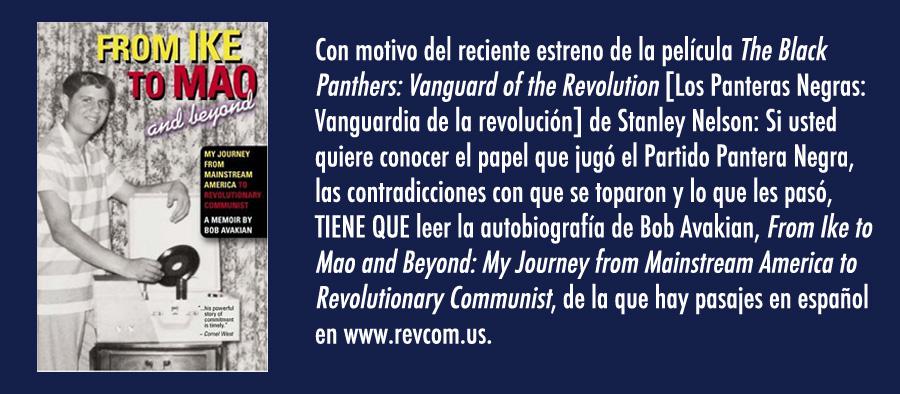 FROM IKE
TO MAO
and beyond
MY JOURNEY
FROM
MAINSTREAM
AMERICA TO
REVOLUTIONARY
COMMUNIST
A MEMOIR BY
BOB AVAKIAN
"...his powerful
story of
commitment
is timely."
– Cornel West
Con motivo del reciente estreno de la película The Black
Panthers: Vanguard of the Revolution [Los Panteras Negras:
Vanguardia de la revolución] de Stanley Nelson: Si usted
quiere conocer el papel que jugó el Partido Pantera Negra,
las contradicciones con que se toparon y lo que les pasó,
TIENE QUE leer la autobiografía de Bob Avakian, From Ike to
Mao and Beyond: My Journey from Mainstream America to
Revolutionary Communist, de la que hay pasajes en español
en www.revcom.us.